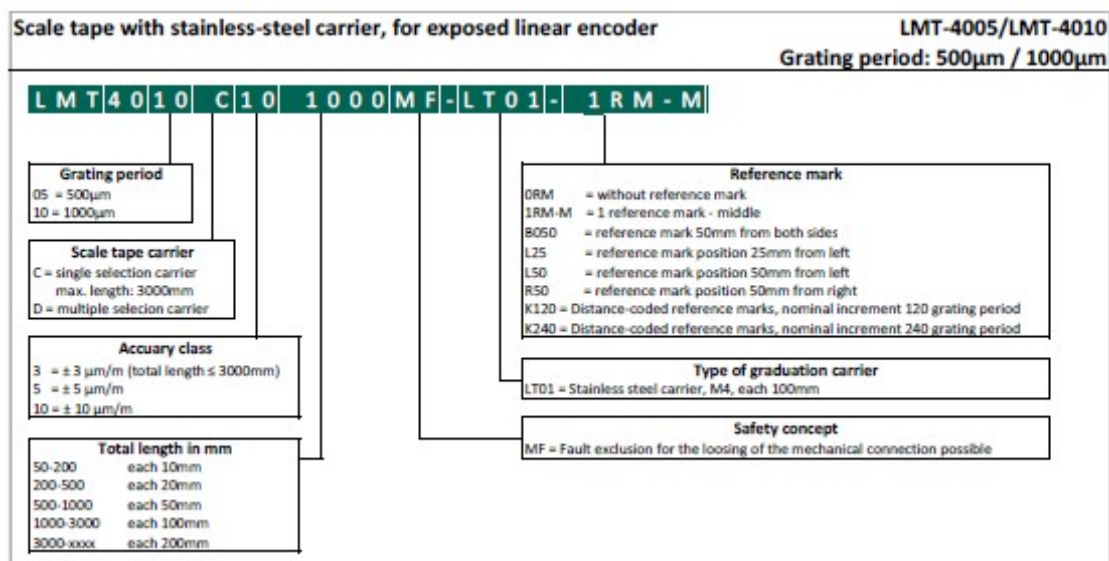 Scale tape with stainless-steel carrier, for exposed linear encoder LMT-4005/LMT-4010
Grating period: 500µm / 1000µm
LMT4010 C10 1000MF-LT01- 1RM-M
Grating period
05 = 500µm
10 = 1000µm
Scale tape carrier
C = single selection carrier
max. length: 3000mm
D = multiple selecion carrier
Accuary class
3 = ± 3 µm/m (total length ≤ 3000mm)
5 = ± 5 µm/m
10 = ± 10 µm/m
Total length in mm
50-200 each 10mm
200-500 each 20mm
500-1000 each 50mm
1000-3000 each 100mm
3000-xxxx each 200mm
Reference mark
0RM = without reference mark
1RM-M = 1 reference mark - middle
B050 = reference mark 50mm from both sides
L25 = reference mark position 25mm from left
L50 = reference mark position 50mm from left
R50 = reference mark position 50mm from right
K120 = Distance-coded reference marks, nominal increment 120 grating period
K240 = Distance-coded reference marks, nominal increment 240 grating period
Type of graduation carrier
LT01 = Stainless steel carrier, M4, each 100mm
Safety concept
MF = Fault exclusion for the loosing of the mechanical connection possible